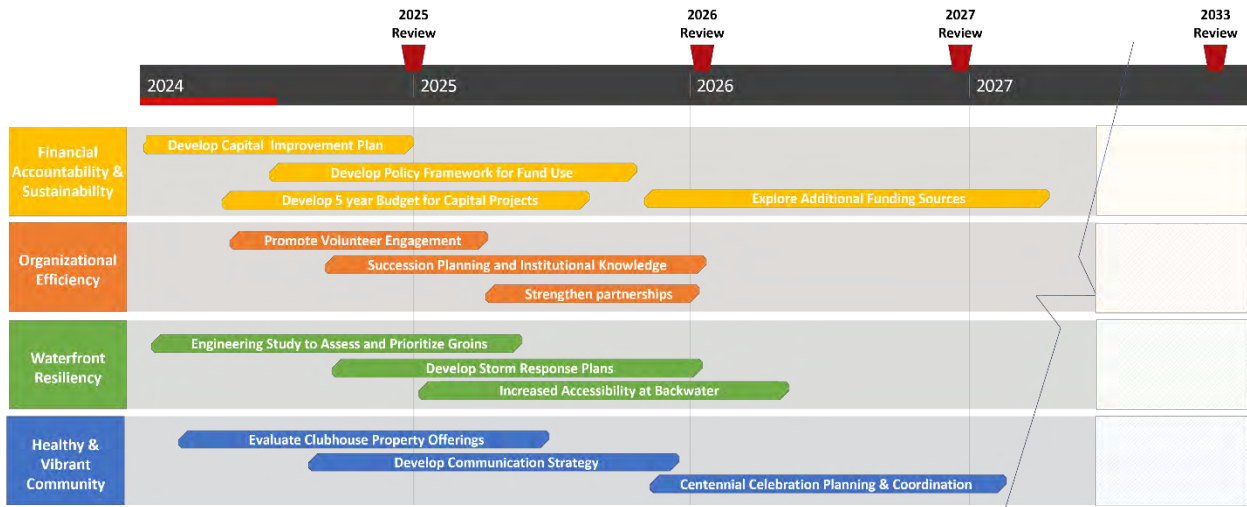 2025
Review
2026
Review
2027
Review
2033
Review
2024
2025
2026
2027
Financial
Accountability &
Sustainability
Develop Capital Improvement Plan
Develop Policy Framework for Fund Use
Develop 5 year Budget for Capital Projects
Explore Additional Funding Sources
Organizational
Efficiency
Promote Volunteer Engagement
Succession Planning and Institutional Knowledge
Strengthen partnerships
Waterfront
Resiliency
Engineering Study to Assess and Prioritize Groins
Develop Storm Response Plans
Increased Accessibility at Backwater
Healthy &
Vibrant
Community
Evaluate Clubhouse Property Offerings
Develop Communication Strategy
Centennial Celebration Planning & Coordination